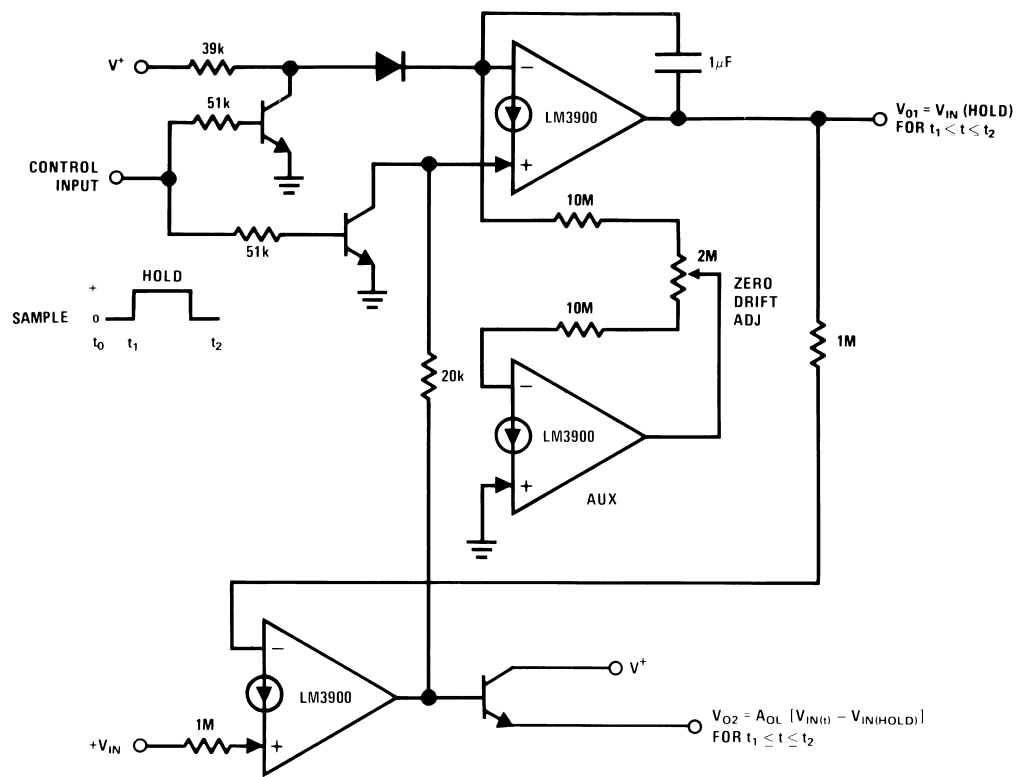 39k
V+
1μF
51k
LM3900
V01 = VIN (HOLD)
FOR t1 < t < t2
−
+
CONTROL
INPUT
10M
51k
2M
ZERO
DRIFT
ADJ
HOLD
+
SAMPLE 0
t0 t1 t2
10M
1M
20k
−
LM3900
+
AUX
−
LM3900
V+
1M
+VIN
+
VO2 = AOL [VIN(t) − VIN(HOLD)]
FOR t1 ≤ t ≤ t2